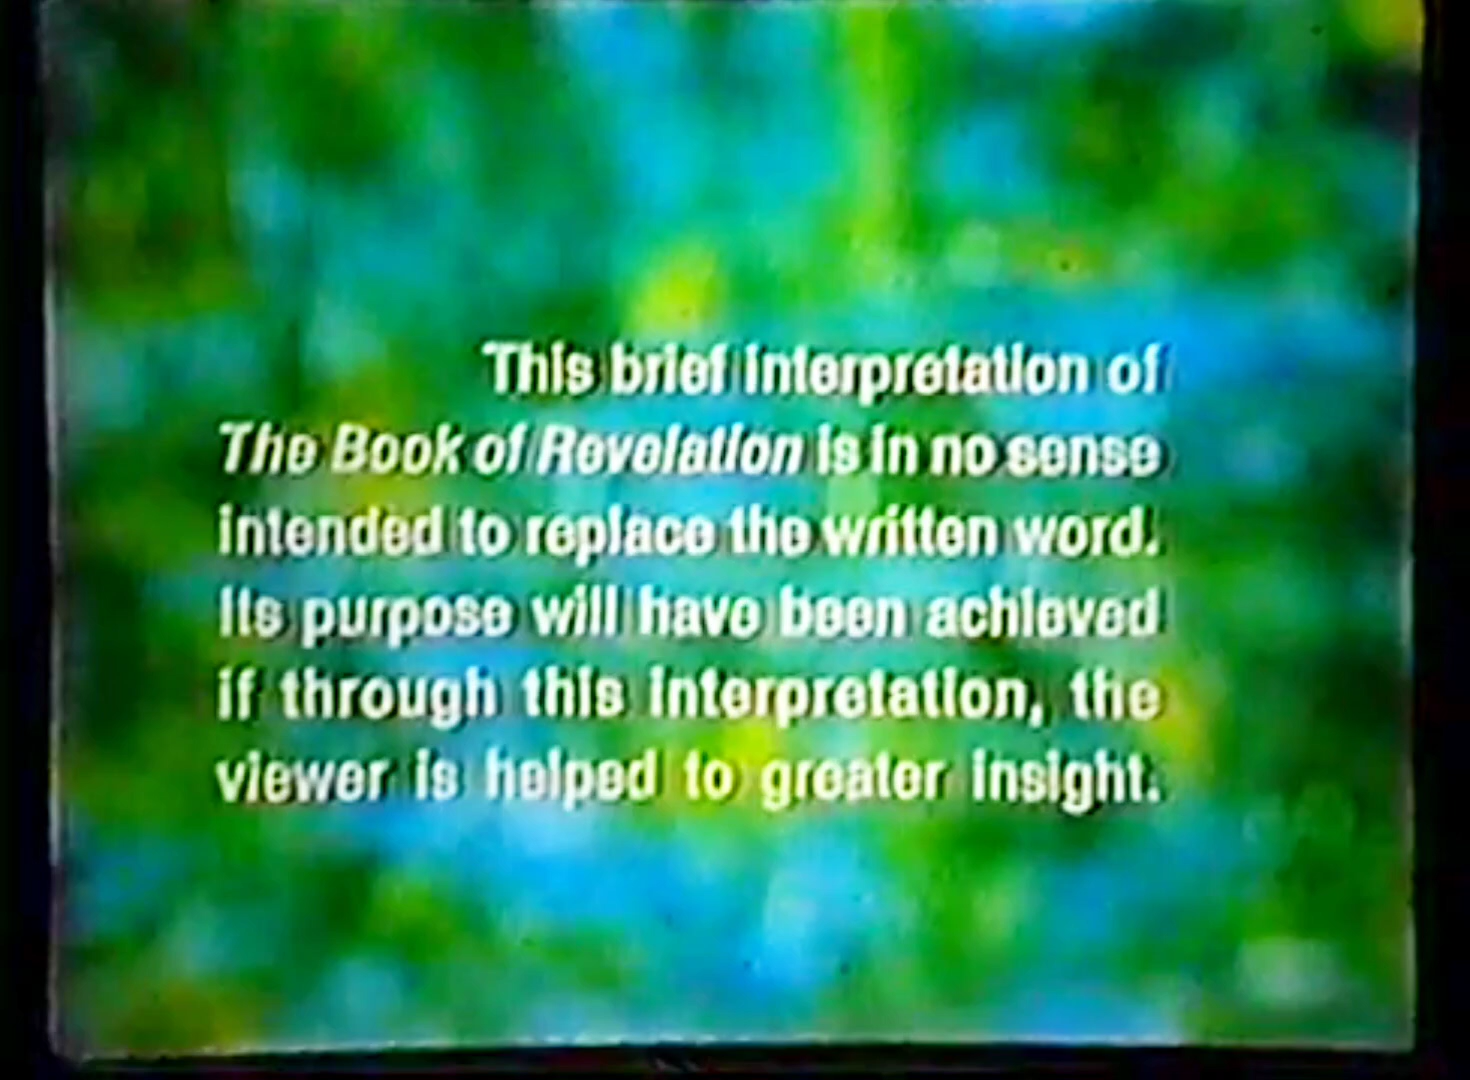 This brief interpretation of
The Book of Revelation is in no sense
intended to replace the written word.
Its purpose will have been achieved
if through this interpretation, the
viewer is helped to greater insight.